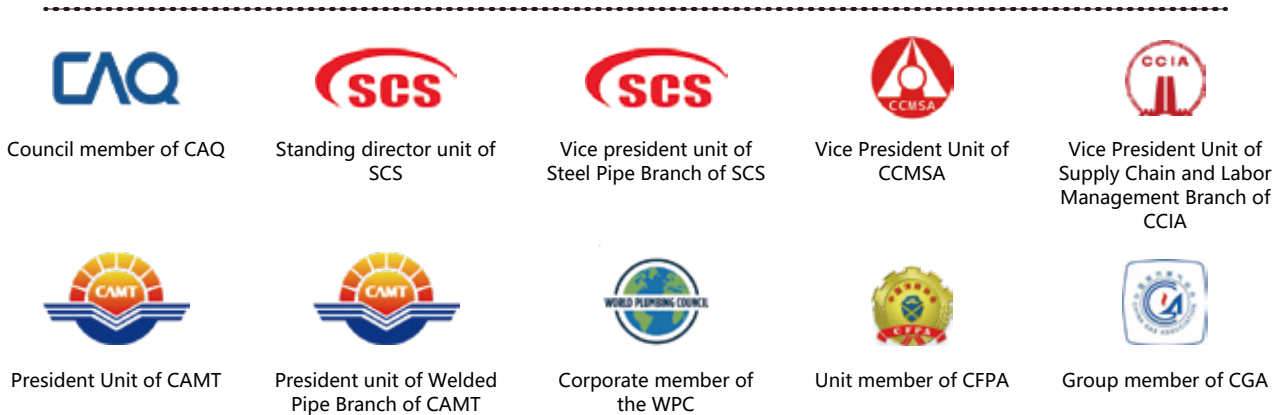 CAQ
SCS
SCS
CCMSA
CCIA
Council member of CAQ
Standing director unit of
SCS
Vice president unit of
Steel Pipe Branch of SCS
Vice President Unit of
CCMSA
Vice President Unit of
Supply Chain and Labor
Management Branch of
CCIA
CAMT
CAMT
WORLD PLUMBING COUNCIL
CFPA
President Unit of CAMT
President unit of Welded
Pipe Branch of CAMT
Corporate member of
the WPC
Unit member of CFPA
Group member of CGA